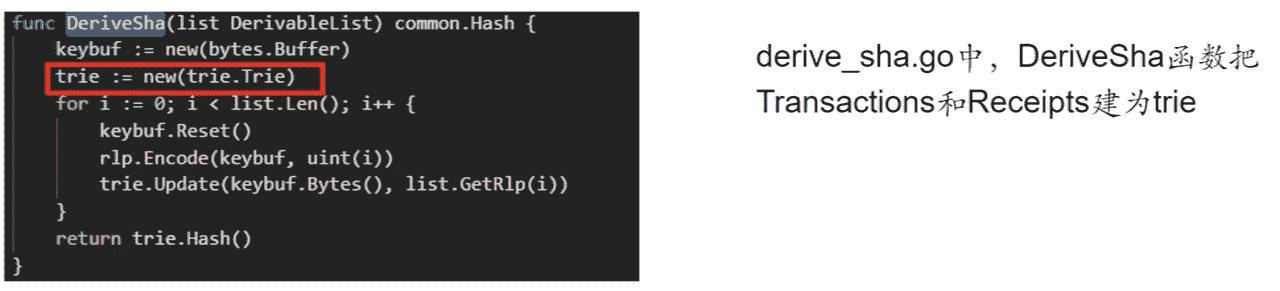 func DeriveSha(list DerivableList) common.Hash {
    keybuf := new(bytes.Buffer)
    trie := new(trie.Trie)
    for i := 0; i < list.Len(); i++ {
        keybuf.Reset()
        rlp.Encode(keybuf, uint(i))
        trie.Update(keybuf.Bytes(), list.GetRlp(i))
    }
    return trie.Hash()
}
derive_sha.go中，DeriveSha函数把
Transactions和Receipts建为trie